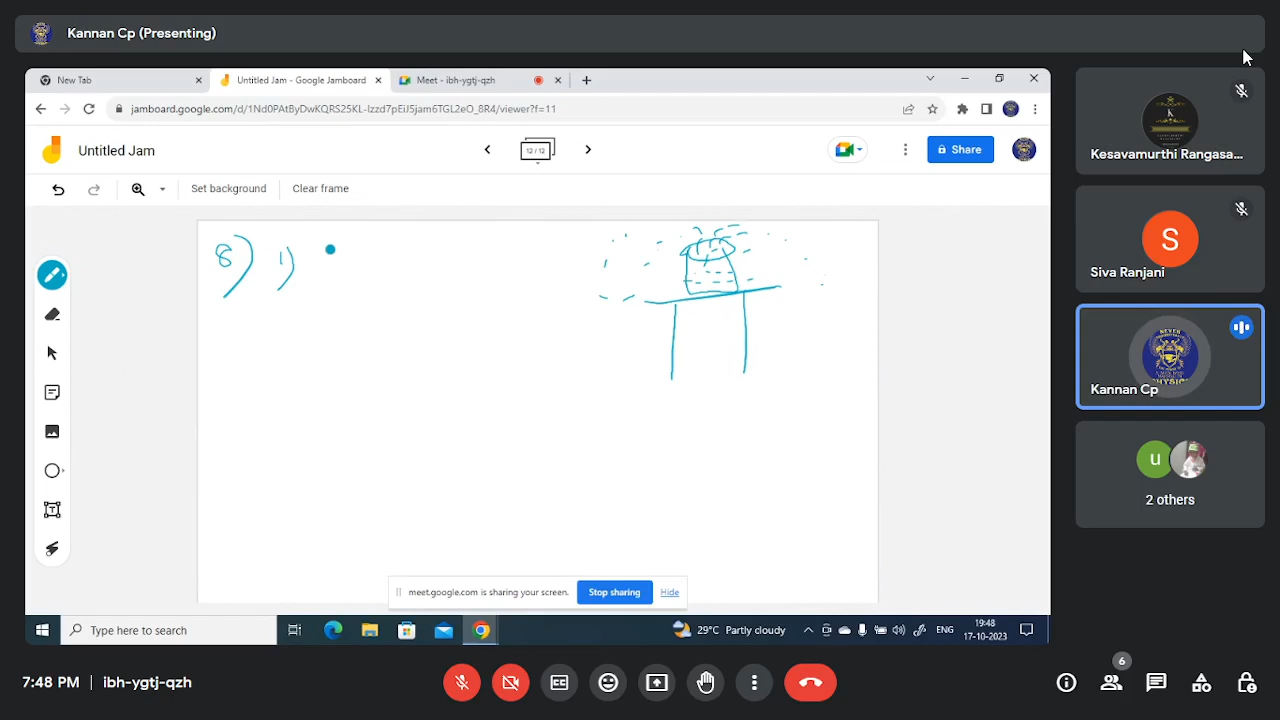 Kannan Cp (Presenting)
New Tab
Untitled Jam - Google Jamboard
Meet - ibh-ygtj-qzh
jamboard.google.com/d/1Nd0PAtByDwKQRS25KL-Izzd7pEiJ5jam6TGL2eO_8R4/viewer?f=11
Untitled Jam
12 / 12
Share
Set background
Clear frame
8) 1)
meet.google.com is sharing your screen.
Stop sharing
Hide
Type here to search
29°C Partly cloudy
ENG
19:48
17-10-2023
K
Kesavamurthi Rangasa...
S
Siva Ranjani
Kannan Cp
u
2 others
7:48 PM | ibh-ygtj-qzh
6